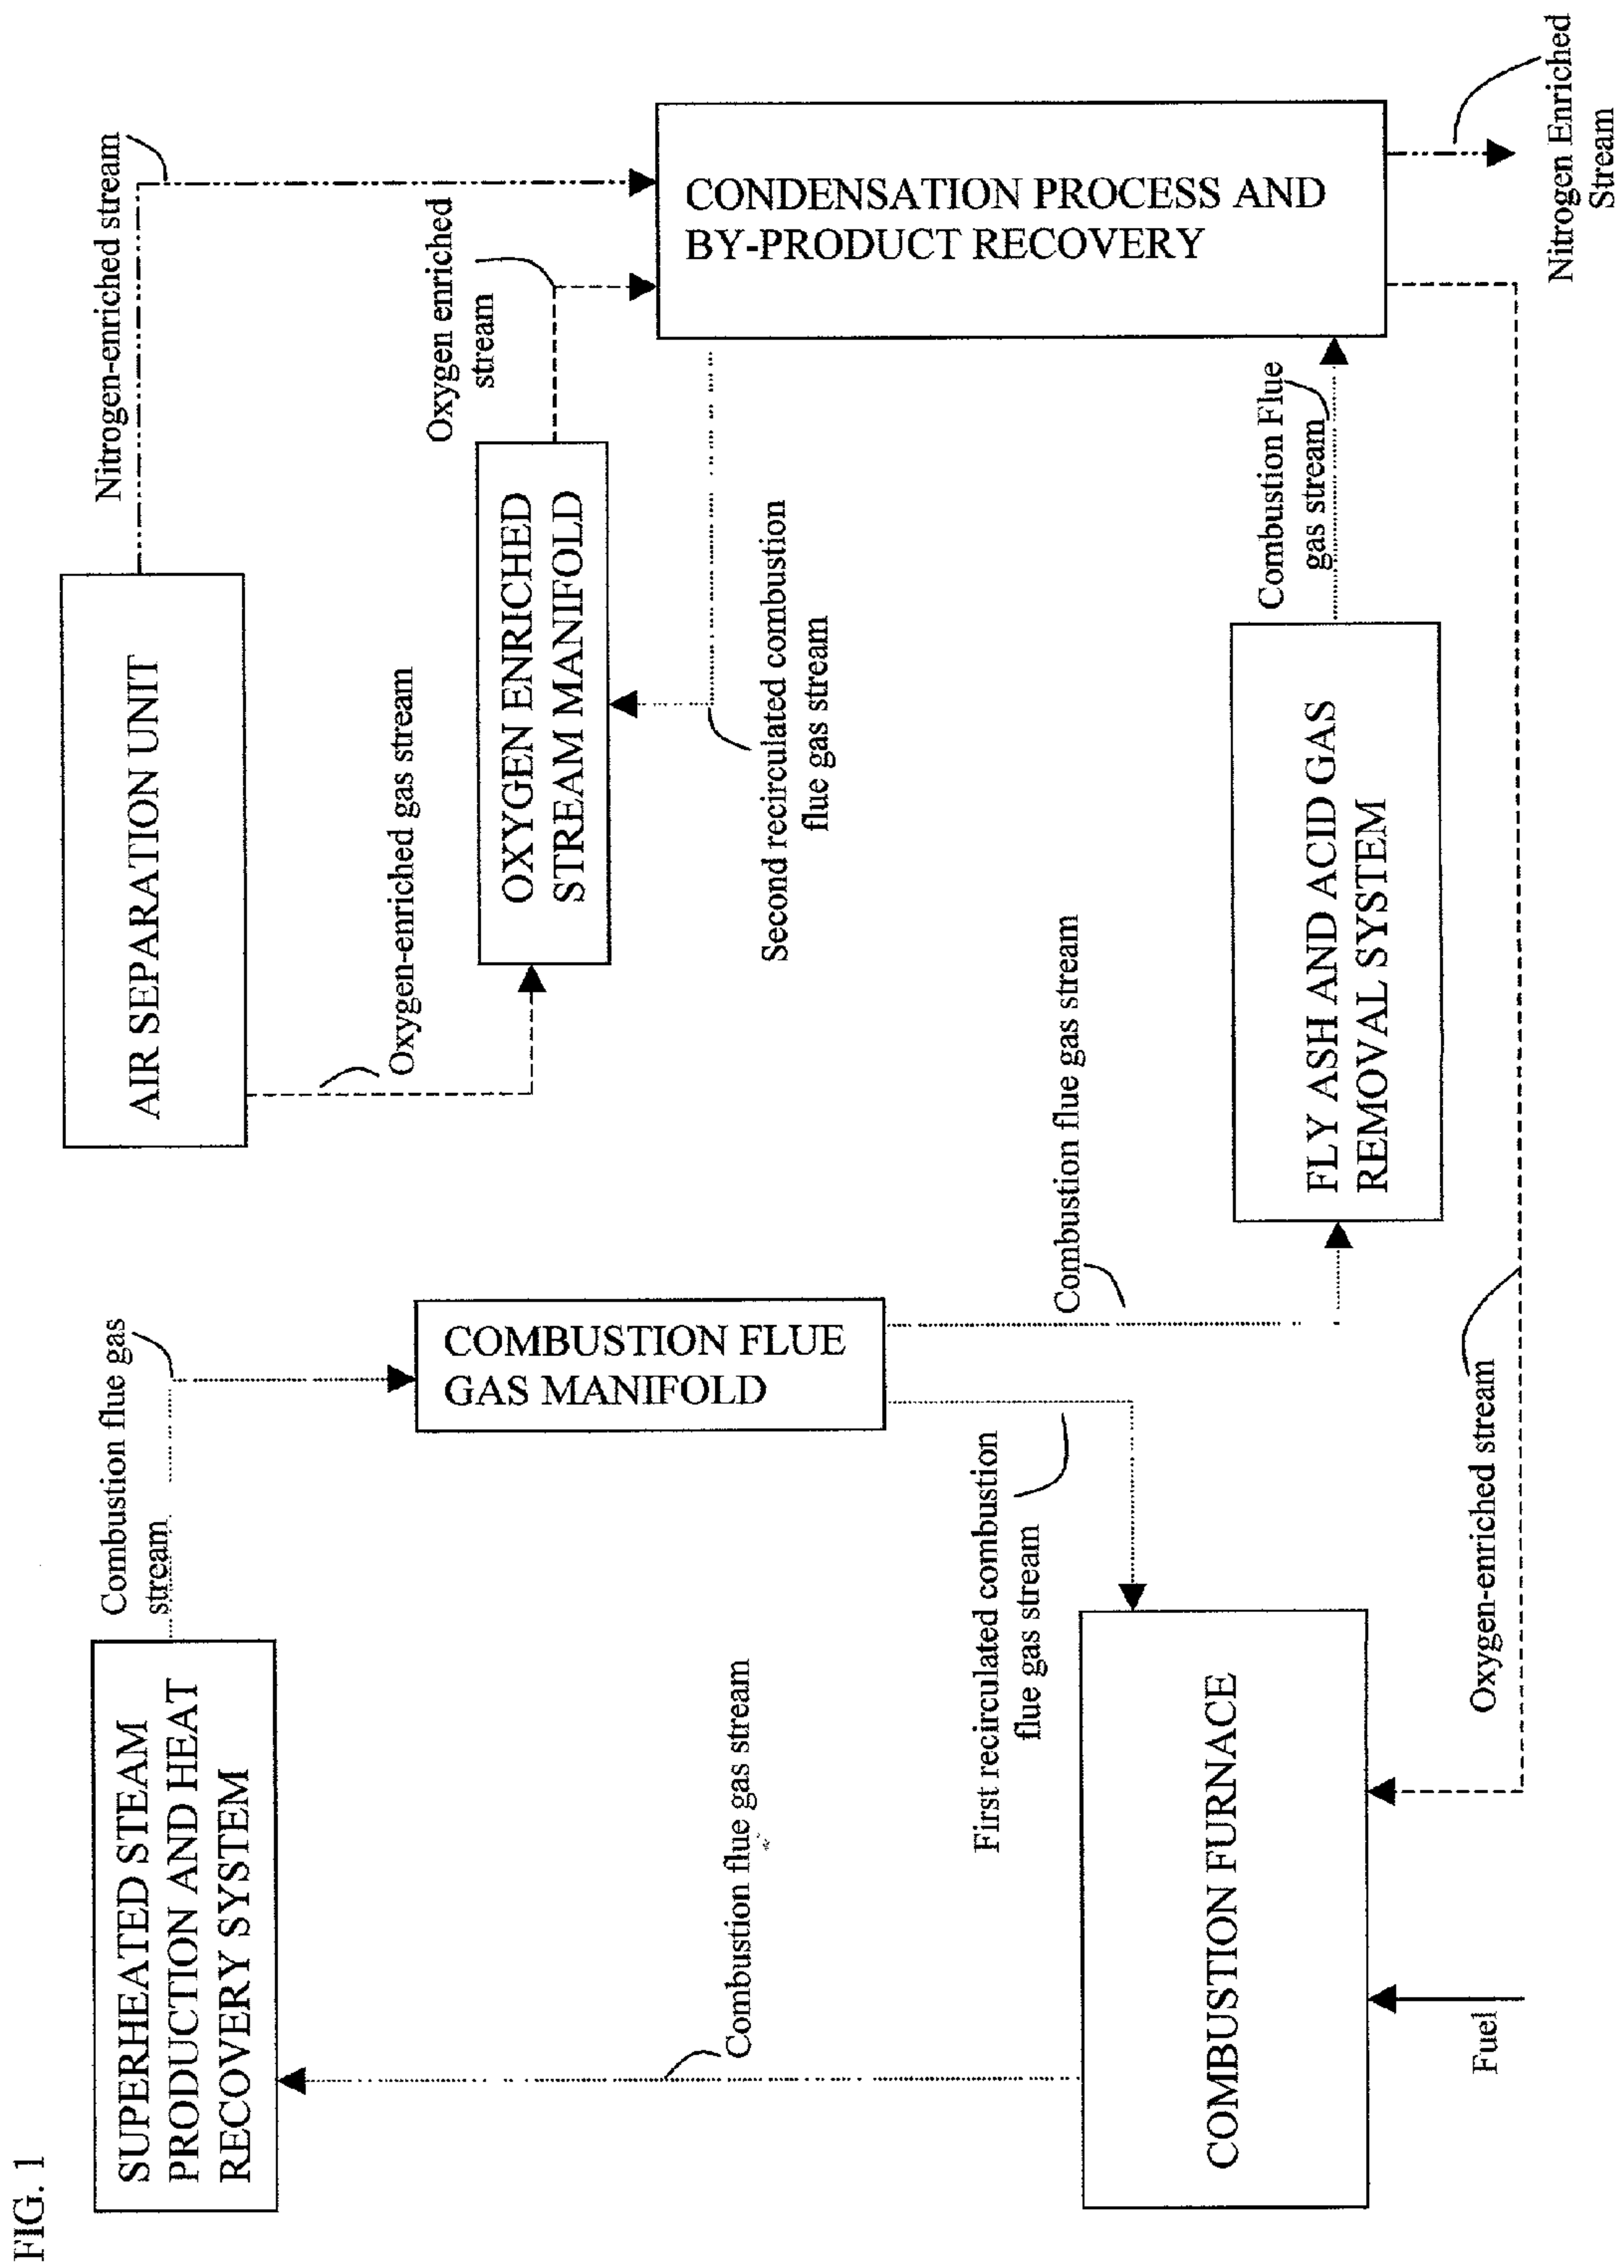 FIG. 1
SUPERHEATED STEAM
PRODUCTION AND HEAT
RECOVERY SYSTEM
Combustion flue gas
stream
AIR SEPARATION UNIT
Nitrogen-enriched stream
Oxygen-enriched gas stream
Oxygen enriched
stream
COMBUSTION FLUE
GAS MANIFOLD
OXYGEN ENRICHED
STREAM MANIFOLD
CONDENSATION PROCESS AND
BY-PRODUCT RECOVERY
Combustion flue gas stream
Second recirculated combustion
flue gas stream
First recirculated combustion
flue gas stream
Combustion flue gas stream
Combustion Flue
gas stream
COMBUSTION FURNACE
FLY ASH AND ACID GAS
REMOVAL SYSTEM
Fuel
Oxygen-enriched stream
Nitrogen Enriched
Stream